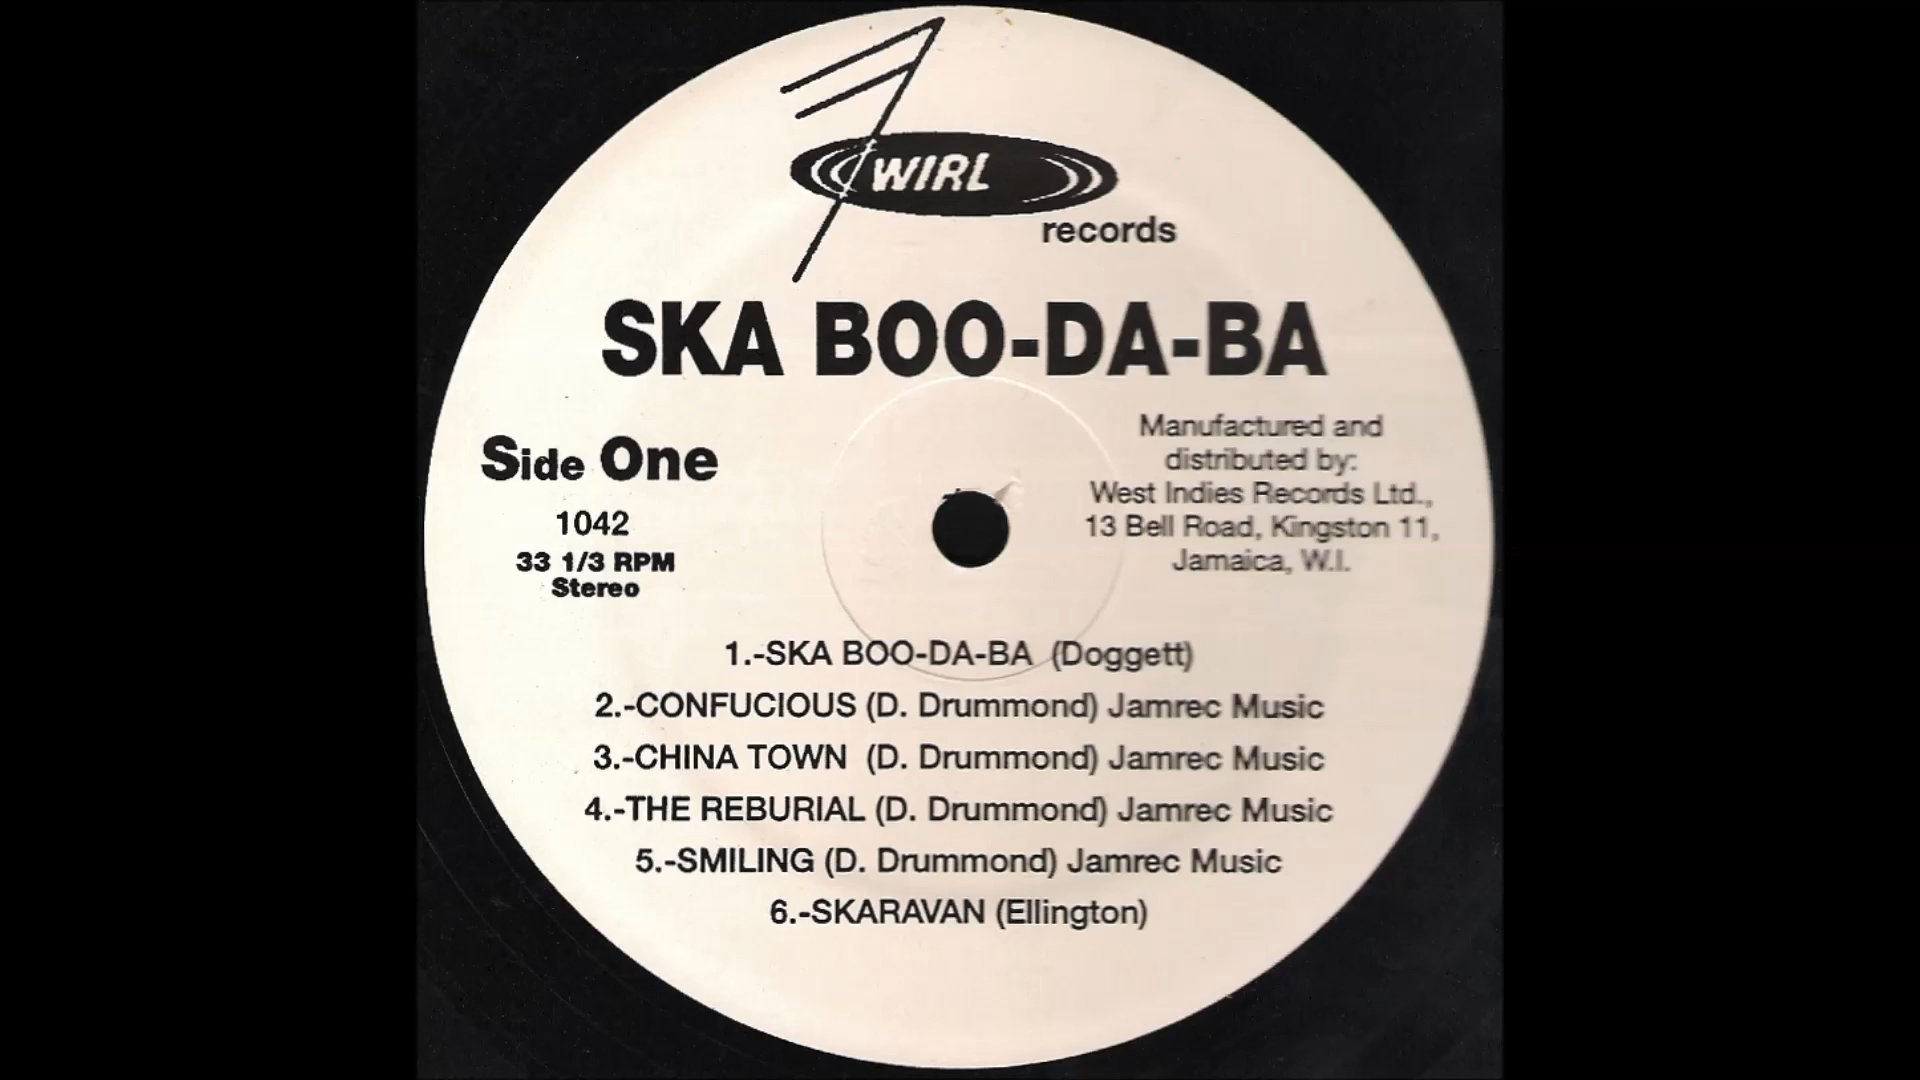 WIRL
records
SKA BOO-DA-BA
Side One
1042
33 1/3 RPM
Stereo
Manufactured and
distributed by:
West Indies Records Ltd.,
13 Bell Road, Kingston 11,
Jamaica, W.I.
1.-SKA BOO-DA-BA (Doggett)
2.-CONFUCIOUS (D. Drummond) Jamrec Music
3.-CHINA TOWN (D. Drummond) Jamrec Music
4.-THE REBURIAL (D. Drummond) Jamrec Music
5.-SMILING (D. Drummond) Jamrec Music
6.-SKARAVAN (Ellington)